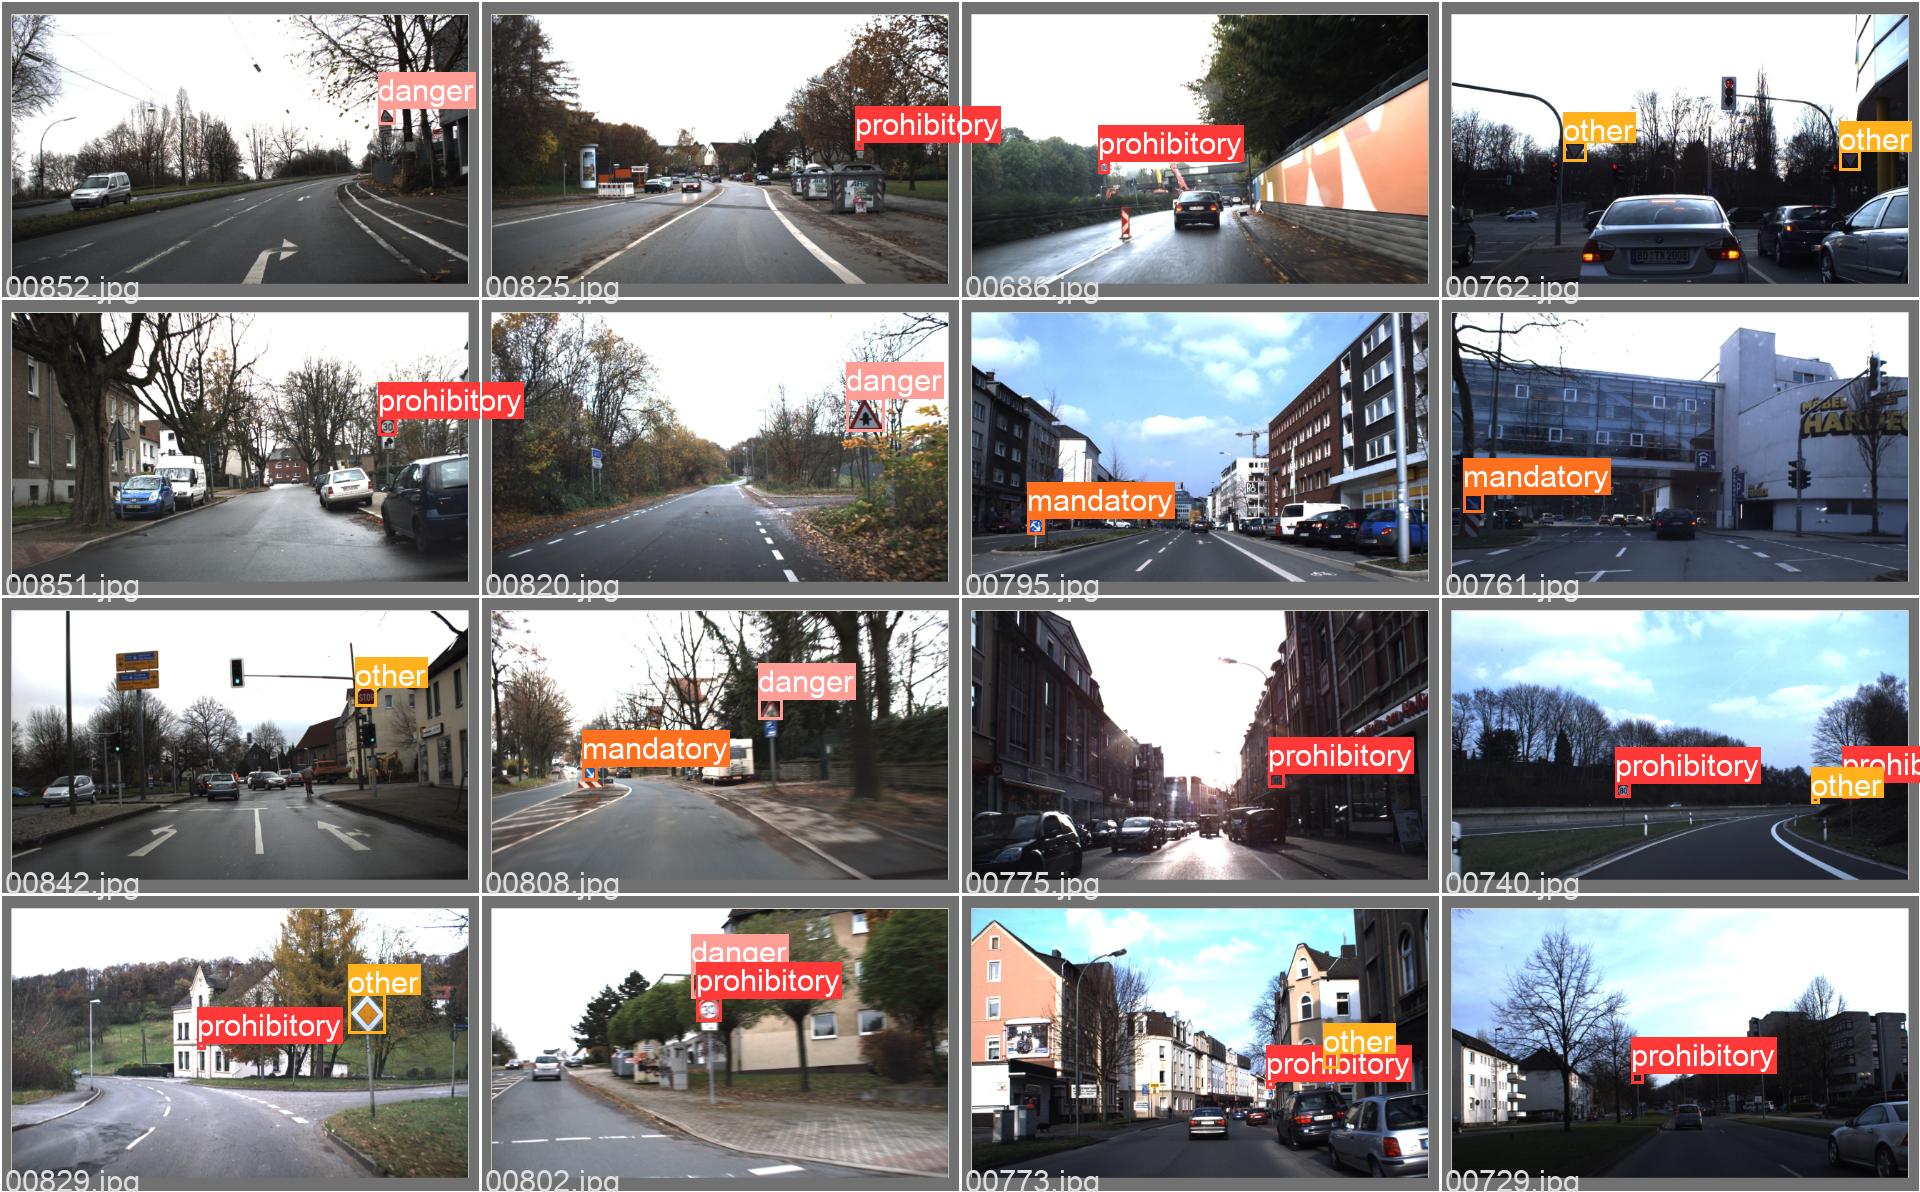 danger
00852.jpg
prohibitory
00825.jpg
prohibitory
00686.jpg
other
other
00762.jpg
prohibitory
30
00851.jpg
danger
00820.jpg
mandatory
00795.jpg
P
mandatory
00761.jpg
other
STOP
00842.jpg
danger
mandatory
00808.jpg
prohibitory
00775.jpg
prohibitory
prohib
other
00740.jpg
other
prohibitory
00829.jpg
danger
prohibitory
00802.jpg
other
prohibitory
00773.jpg
prohibitory
00729.jpg